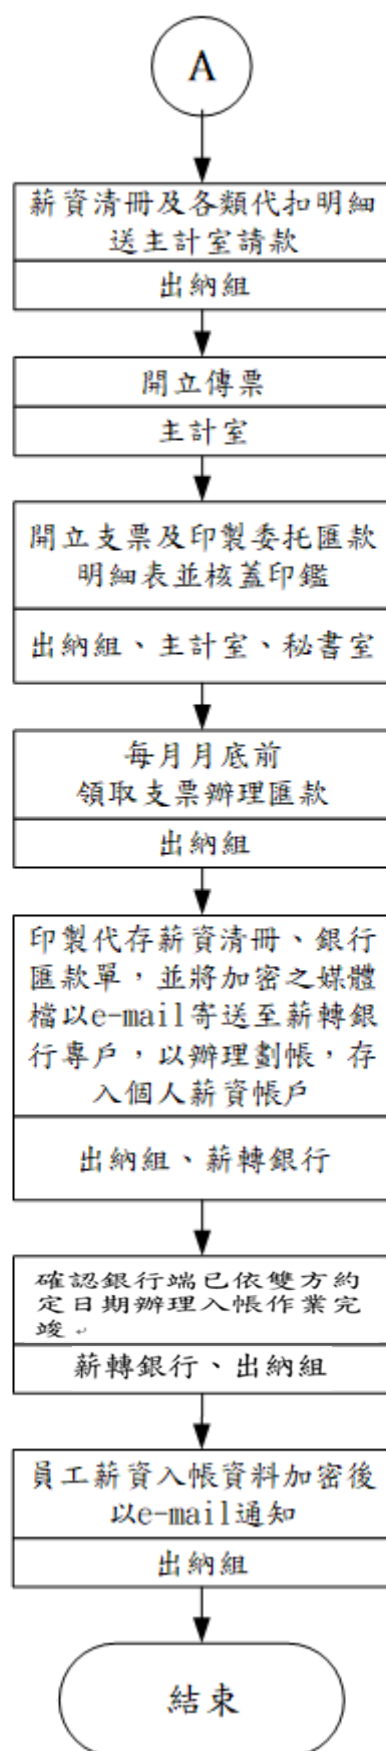 A
薪資清冊及各類代扣明細
送主計室請款
出納組
開立傳票
主計室
開立支票及印製委托匯款
明細表並核蓋印鑑
出納組、主計室、秘書室
每月月底前
領取支票辦理匯款
出納組
印製代存薪資清冊、銀行
匯款單，並將加密之媒體
檔以e-mail寄送至薪轉銀
行專戶，以辦理劃帳，存
入個人薪資帳戶
出納組、薪轉銀行
確認銀行端已依雙方約
定日期辦理入帳作業完
竣。
薪轉銀行、出納組
員工薪資入帳資料加密後
以e-mail通知
出納組
結束